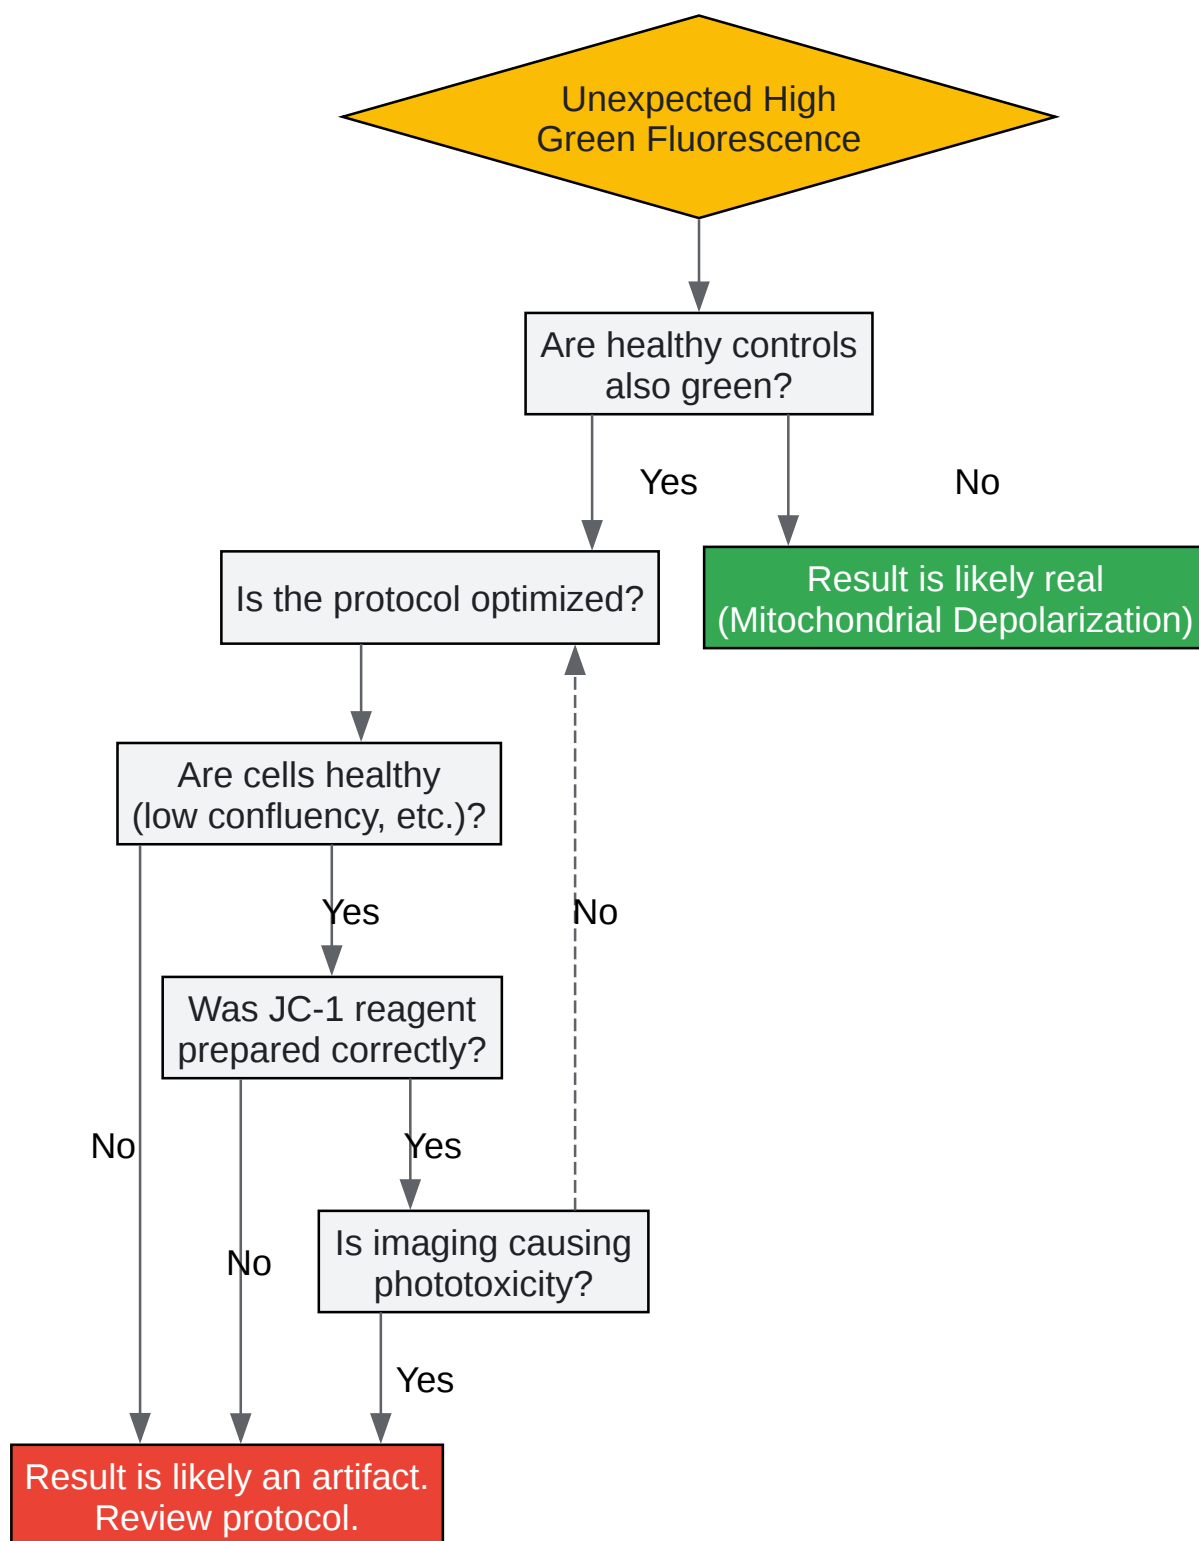 Unexpected High
Green Fluorescence
Are healthy controls
also green?
Yes
No
Is the protocol optimized?
Result is likely real
(Mitochondrial Depolarization)
Are cells healthy
(low confluency, etc.)?
Yes
No
Was JC-1 reagent
prepared correctly?
No
Yes
No
Is imaging causing
phototoxicity?
Yes
Result is likely an artifact.
Review protocol.